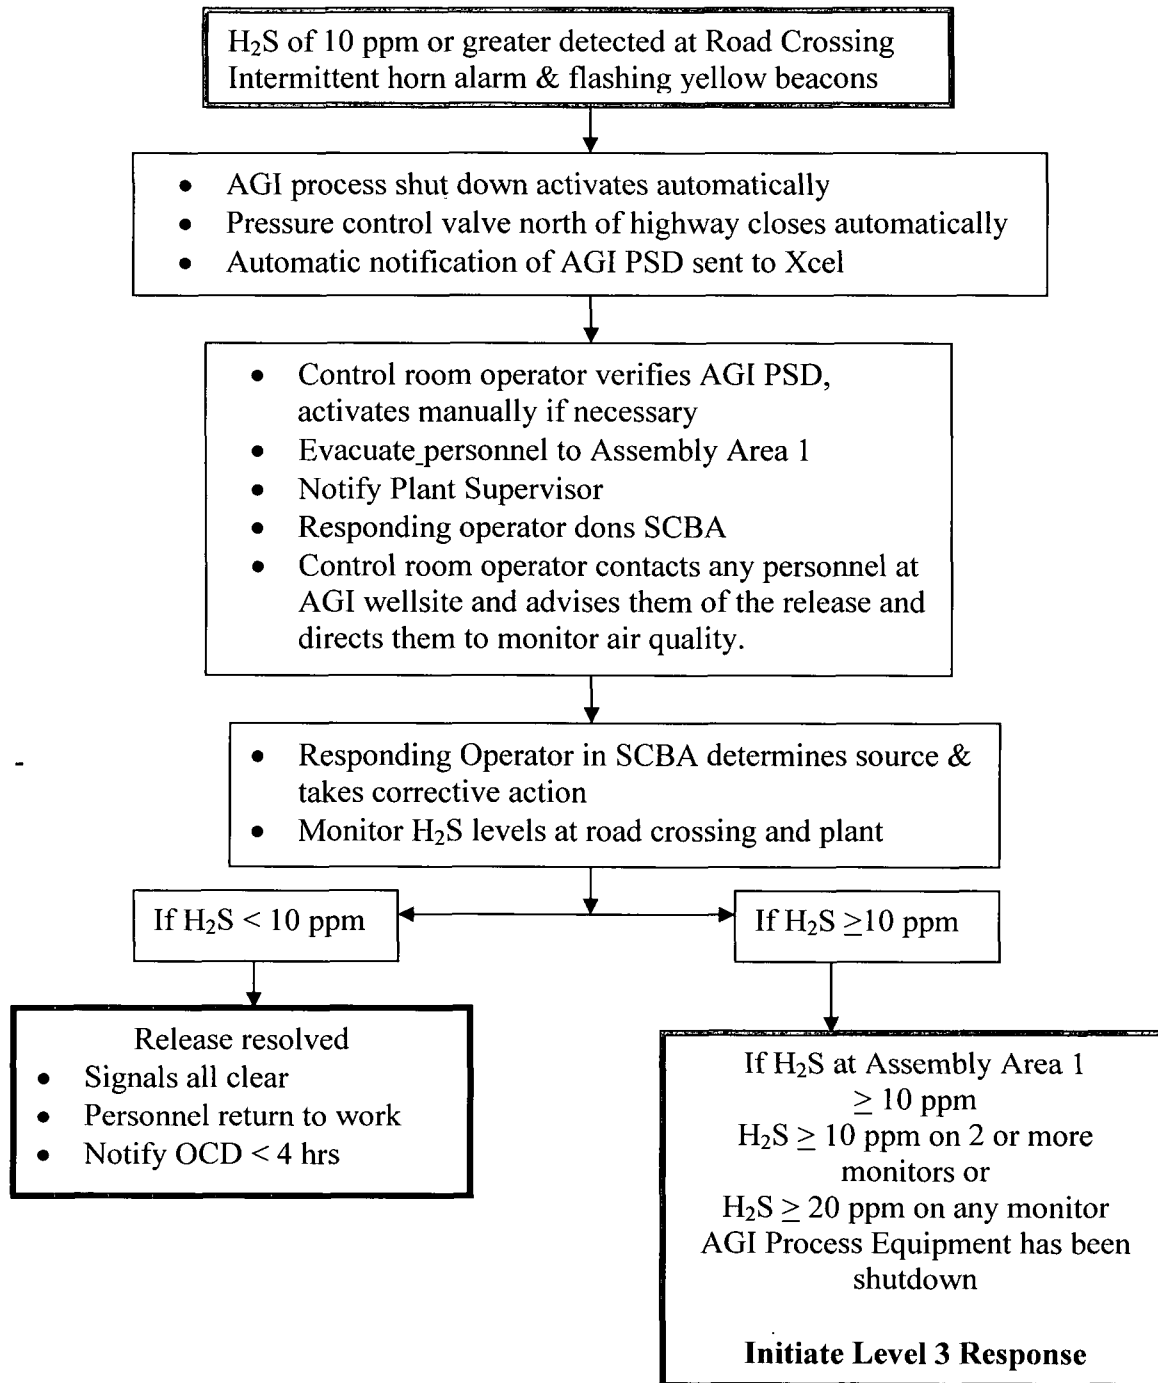 H₂S of 10 ppm or greater detected at Road Crossing
Intermittent horn alarm & flashing yellow beacons
• AGI process shut down activates automatically
• Pressure control valve north of highway closes automatically
• Automatic notification of AGI PSD sent to Xcel
• Control room operator verifies AGI PSD,
activates manually if necessary
• Evacuate personnel to Assembly Area 1
• Notify Plant Supervisor
• Responding operator dons SCBA
• Control room operator contacts any personnel at
AGI wellsite and advises them of the release and
directs them to monitor air quality.
• Responding Operator in SCBA determines source &
takes corrective action
• Monitor H₂S levels at road crossing and plant
If H₂S < 10 ppm
If H₂S ≥10 ppm
Release resolved
• Signals all clear
• Personnel return to work
• Notify OCD < 4 hrs
If H₂S at Assembly Area 1
≥ 10 ppm
H₂S ≥ 10 ppm on 2 or more
monitors or
H₂S ≥ 20 ppm on any monitor
AGI Process Equipment has been
shutdown
Initiate Level 3 Response